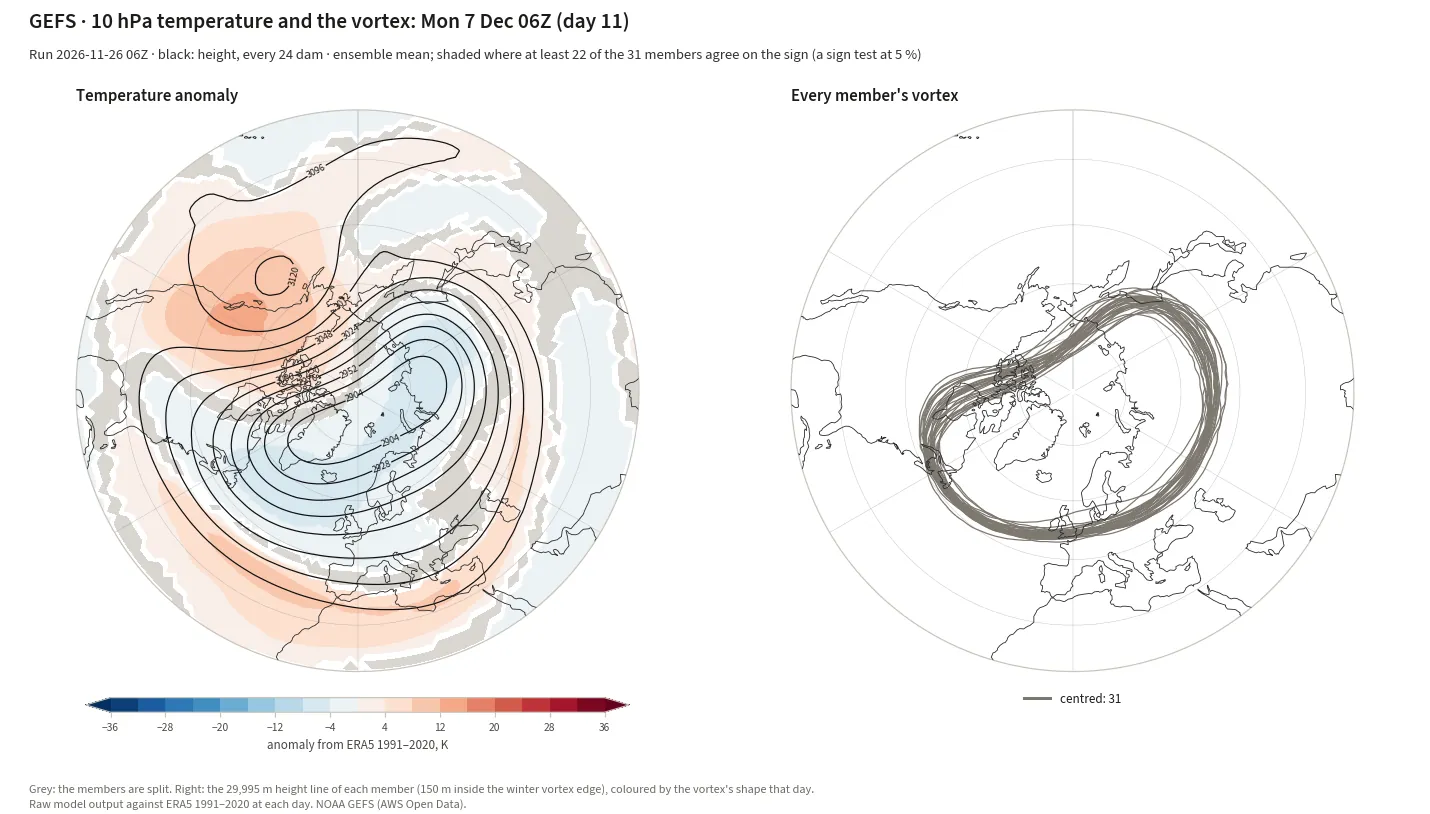 GEFS · 10 hPa temperature and the vortex: Mon 7 Dec 06Z (day 11)
Run 2026-11-26 06Z · black: height, every 24 dam · ensemble mean; shaded where at least 22 of the 31 members agree on the sign (a sign test at 5 %)
Temperature anomaly
Every member's vortex
3096
3120
3072
3048
3024
2952
2904
2904
2928
centred: 31
−36 −28 −20 −12 −4 4 12 20 28 36
anomaly from ERA5 1991–2020, K
Grey: the members are split. Right: the 29,995 m height line of each member (150 m inside the winter vortex edge), coloured by the vortex's shape that day.
Raw model output against ERA5 1991–2020 at each day. NOAA GEFS (AWS Open Data).